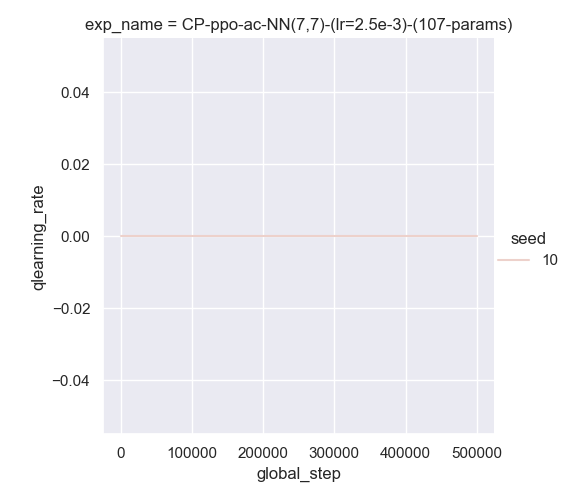 exp_name = CP-ppo-ac-NN(7,7)-(lr=2.5e-3)-(107-params)
0.04
0.02
0.00
−0.02
−0.04
qlearning_rate
seed
10
0 100000 200000 300000 400000 500000
global_step